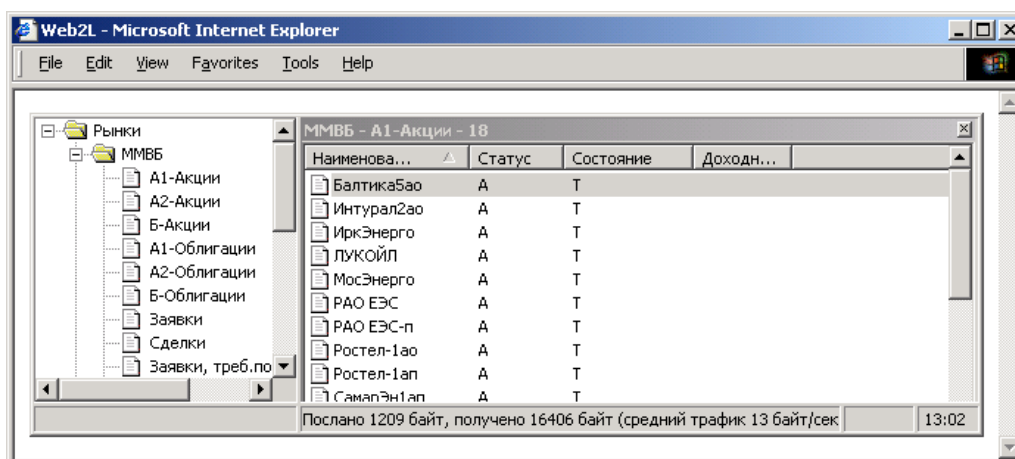 Web2L - Microsoft Internet Explorer
File Edit View Favorites Tools Help
Рынки
ММВБ
А1-Акции
А2-Акции
Б-Акции
А1-Облигации
А2-Облигации
Б-Облигации
Заявки
Сделки
Заявки, треб.по
ММВБ - А1-Акции - 18
Наименова... Статус Состояние Доходн...
Балтика5ао А Т
Интурал2ао А Т
ИркЭнерго А Т
ЛУКОЙЛ А Т
МосЭнерго А Т
РАО ЕЭС А Т
РАО ЕЭС-п А Т
Ростел-1ао А Т
Ростел-1ап А Т
СамарЭн1ап А Т
Послано 1209 байт, получено 16406 байт (средний трафик 13 байт/сек 13:02